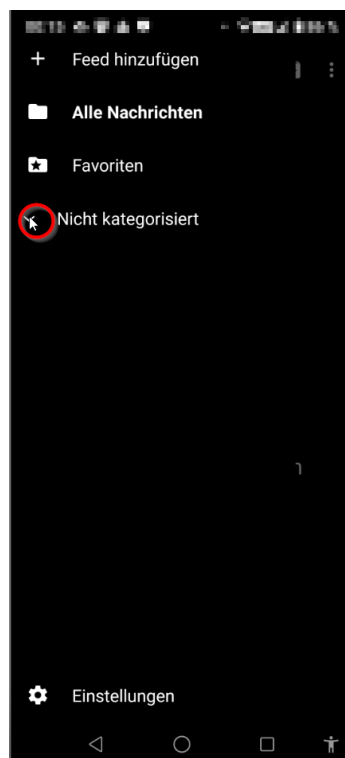 Feed hinzufügen
Alle Nachrichten
Favoriten
Nicht kategorisiert
Einstellungen